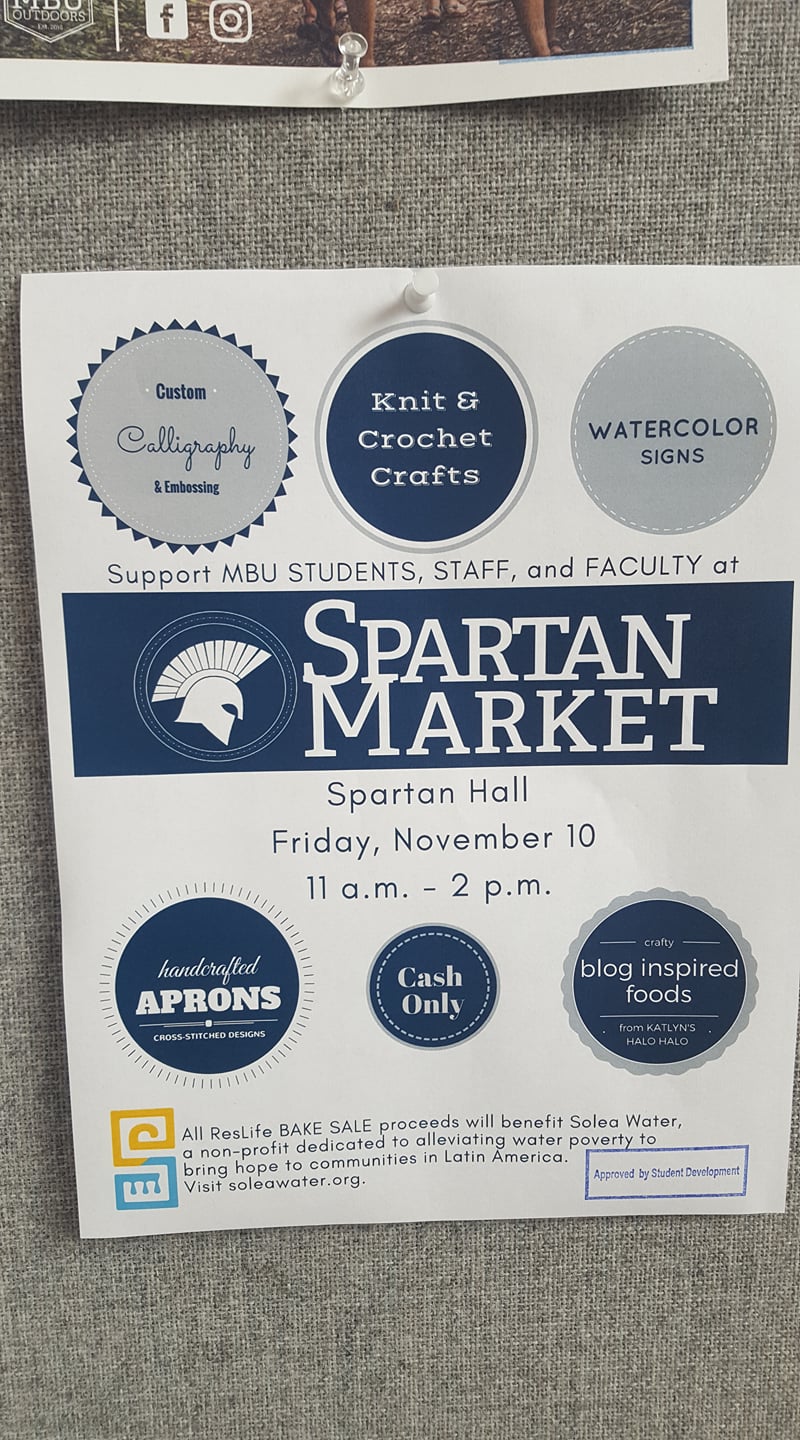 MBU
OUTDOORS
Custom
Calligraphy
& Embossing
Knit &
Crochet
Crafts
WATERCOLOR
SIGNS
Support MBU STUDENTS, STAFF, and FACULTY at
SPARTAN
MARKET
Spartan Hall
Friday, November 10
11 a.m. – 2 p.m.
handcrafted
APRONS
CROSS-STITCHED DESIGNS
Cash
Only
crafty
blog inspired
foods
from KATLYN'S
HALO HALO
All ResLife BAKE SALE proceeds will benefit Solea Water,
a non-profit dedicated to alleviating water poverty to
bring hope to communities in Latin America.
Visit soleawater.org.
Approved by Student Development